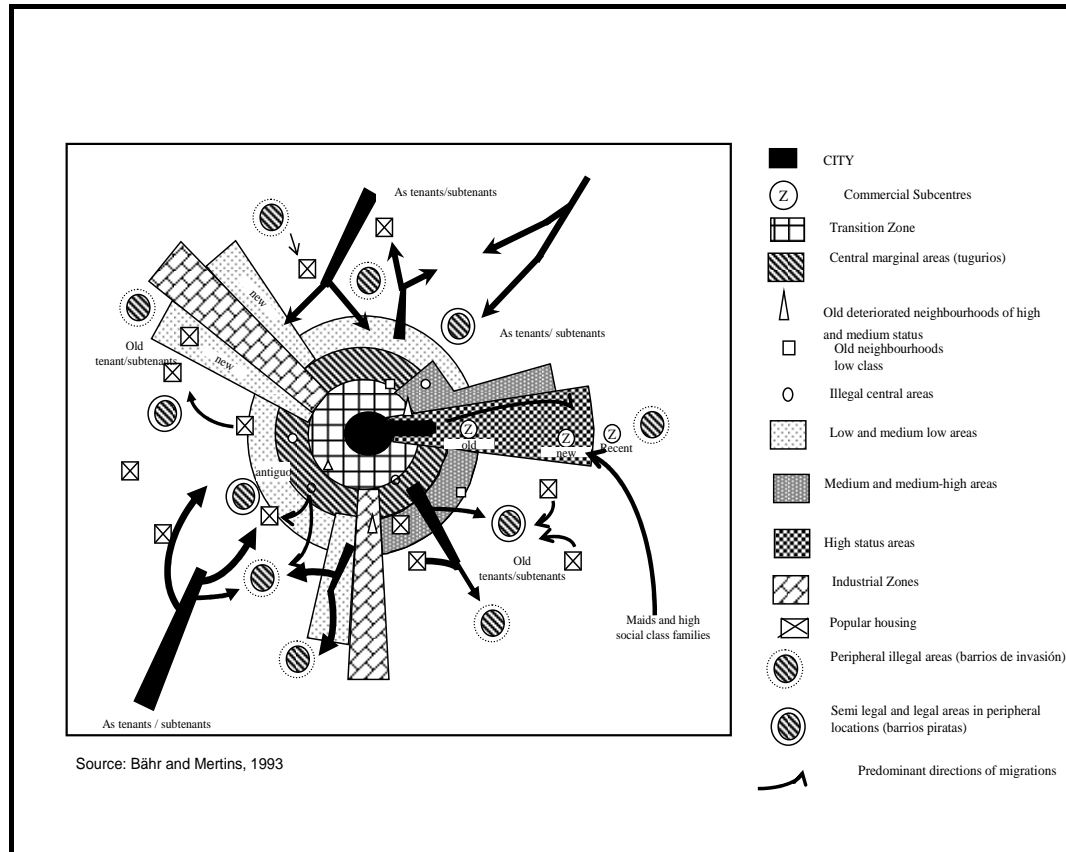 As tenants/subtenants
new
new
Old
tenant/subtenants
As tenants/ subtenants
Z
old
Z
new
Z
Recent
antiguo
Old
tenants/subtenants
Maids and high
social class families
As tenants / subtenants
Source: Bähr and Mertins, 1993
CITY
Z
Commercial Subcentres
Transition Zone
Central marginal areas (tugurios)
Old deteriorated neighbourhoods of high
and medium status
Old neighbourhoods
low class
Illegal central areas
Low and medium low areas
Medium and medium-high areas
High status areas
Industrial Zones
Popular housing
Peripheral illegal areas (barrios de invasión)
Semi legal and legal areas in peripheral
locations (barrios piratas)
Predominant directions of migrations